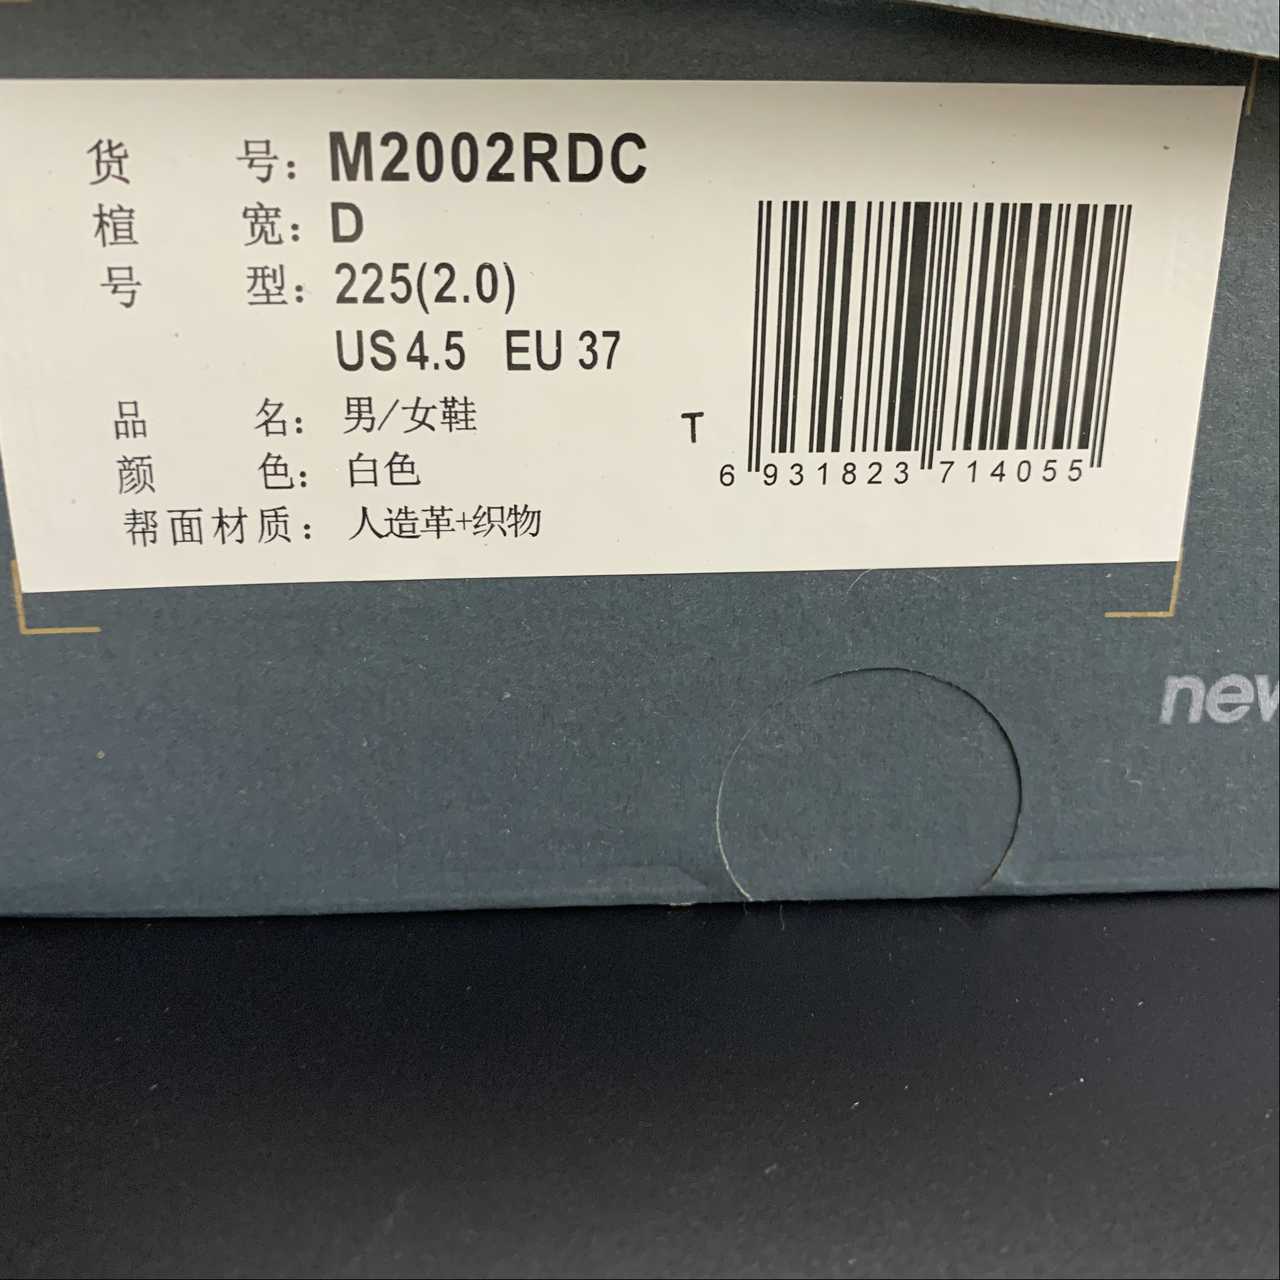 货 号: M2002RDC
楦 宽: D
号 型: 225(2.0)
US 4.5 EU 37
品 名: 男/女鞋
颜 色: 白色
帮面材质: 人造革+织物
T
6 931823 714055
new